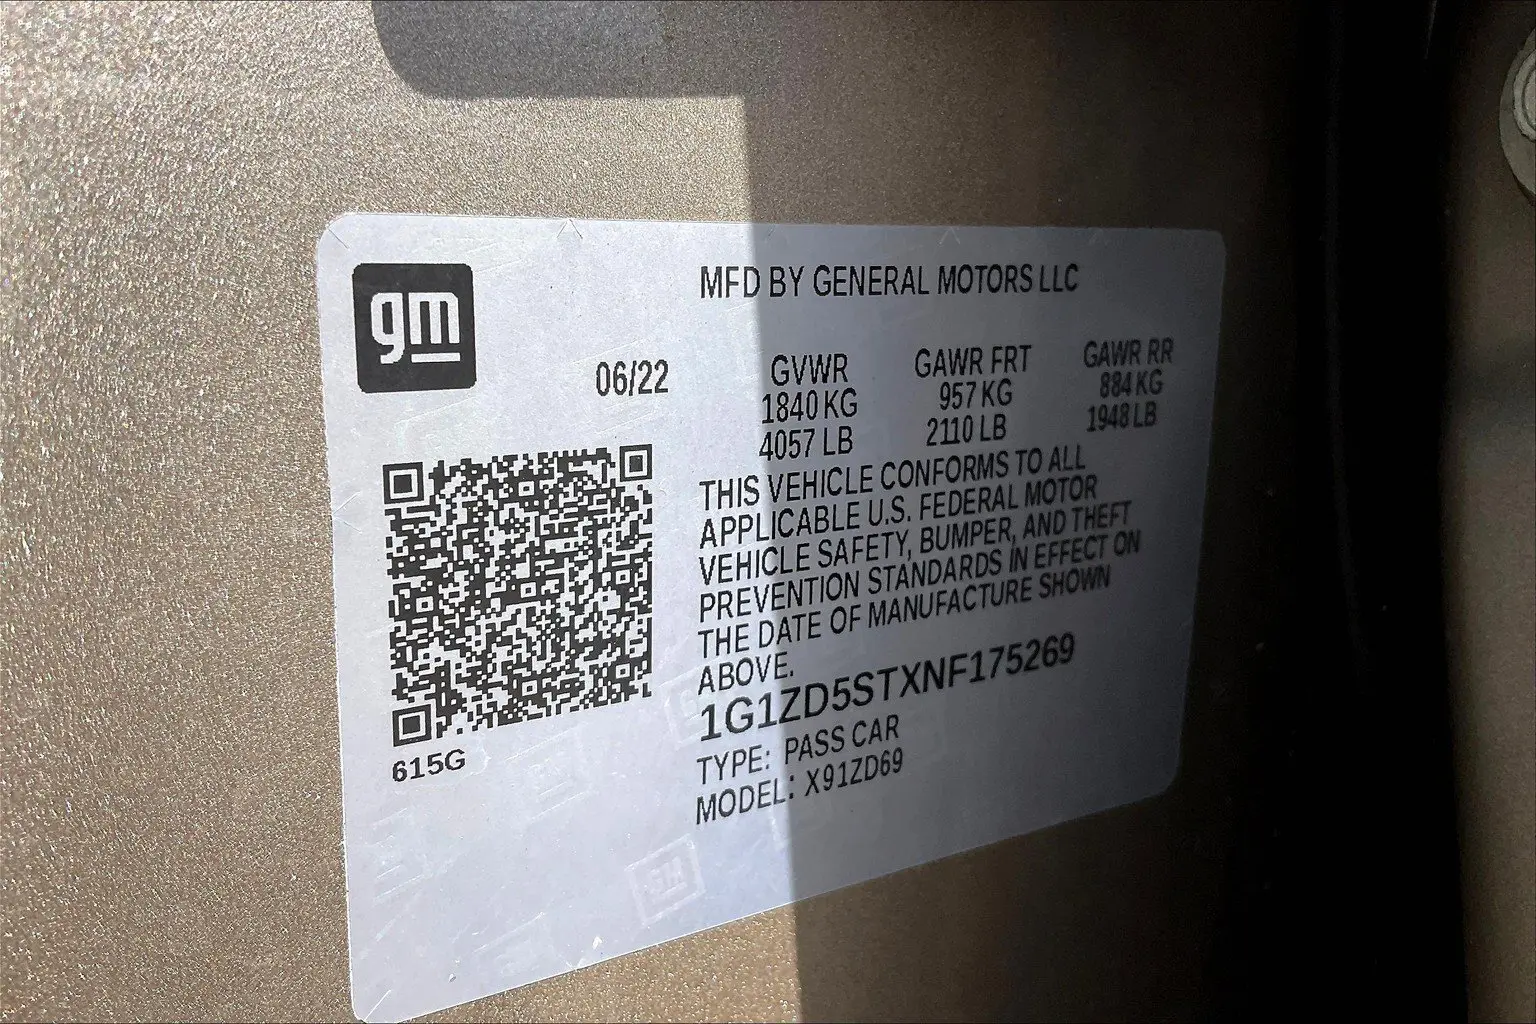 gm
MFD BY GENERAL MOTORS LLC
06/22
GVWR GAWR FRT GAWR RR
1840 KG 957 KG 884 KG
4057 LB 2110 LB 1948 LB
THIS VEHICLE CONFORMS TO ALL
APPLICABLE U.S. FEDERAL MOTOR
VEHICLE SAFETY, BUMPER, AND THEFT
PREVENTION STANDARDS IN EFFECT ON
THE DATE OF MANUFACTURE SHOWN
ABOVE.
1G1ZD5STXNF175269
TYPE: PASS CAR
MODEL: X91ZD69
615G
GM